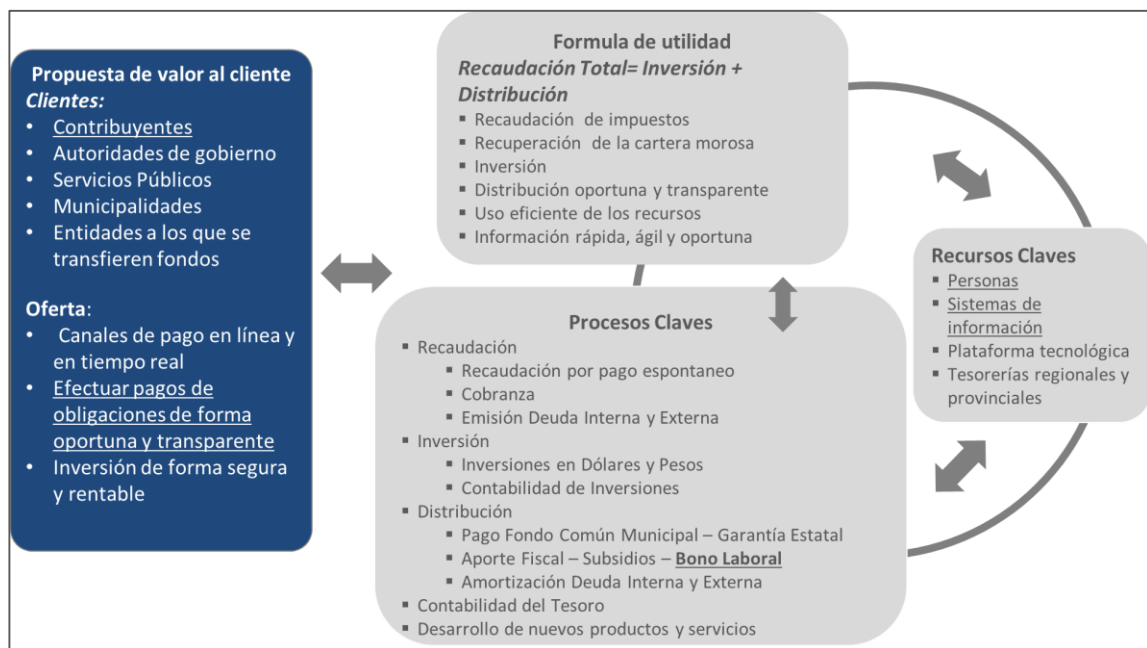 Propuesta de valor al cliente
Clientes:
• Contribuyentes
• Autoridades de gobierno
• Servicios Públicos
• Municipalidades
• Entidades a los que se
transfieren fondos
Oferta:
• Canales de pago en línea y
en tiempo real
• Efectuar pagos de
obligaciones de forma
oportuna y transparente
• Inversión de forma segura
y rentable
Formula de utilidad
Recaudación Total= Inversión +
Distribución
▪ Recaudación de impuestos
▪ Recuperación de la cartera morosa
▪ Inversión
▪ Distribución oportuna y transparente
▪ Uso eficiente de los recursos
▪ Información rápida, ágil y oportuna
Procesos Claves
▪ Recaudación
▪ Recaudación por pago espontaneo
▪ Cobranza
▪ Emisión Deuda Interna y Externa
▪ Inversión
▪ Inversiones en Dólares y Pesos
▪ Contabilidad de Inversiones
▪ Distribución
▪ Pago Fondo Común Municipal – Garantía Estatal
▪ Aporte Fiscal – Subsidios – Bono Laboral
▪ Amortización Deuda Interna y Externa
▪ Contabilidad del Tesoro
▪ Desarrollo de nuevos productos y servicios
Recursos Claves
▪ Personas
▪ Sistemas de
información
▪ Plataforma tecnológica
▪ Tesorerías regionales y
provinciales